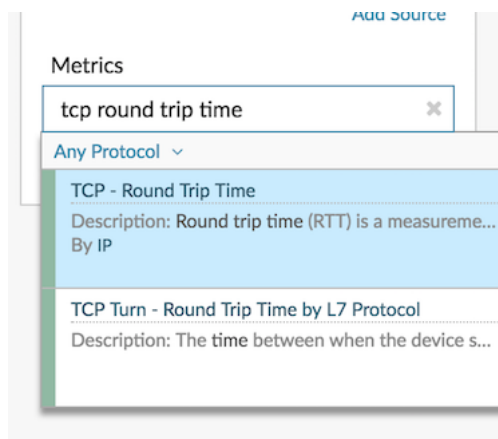 Add Source
Metrics
tcp round trip time
Any Protocol
TCP - Round Trip Time
Description: Round trip time (RTT) is a measureme...
By IP
TCP Turn - Round Trip Time by L7 Protocol
Description: The time between when the device s...